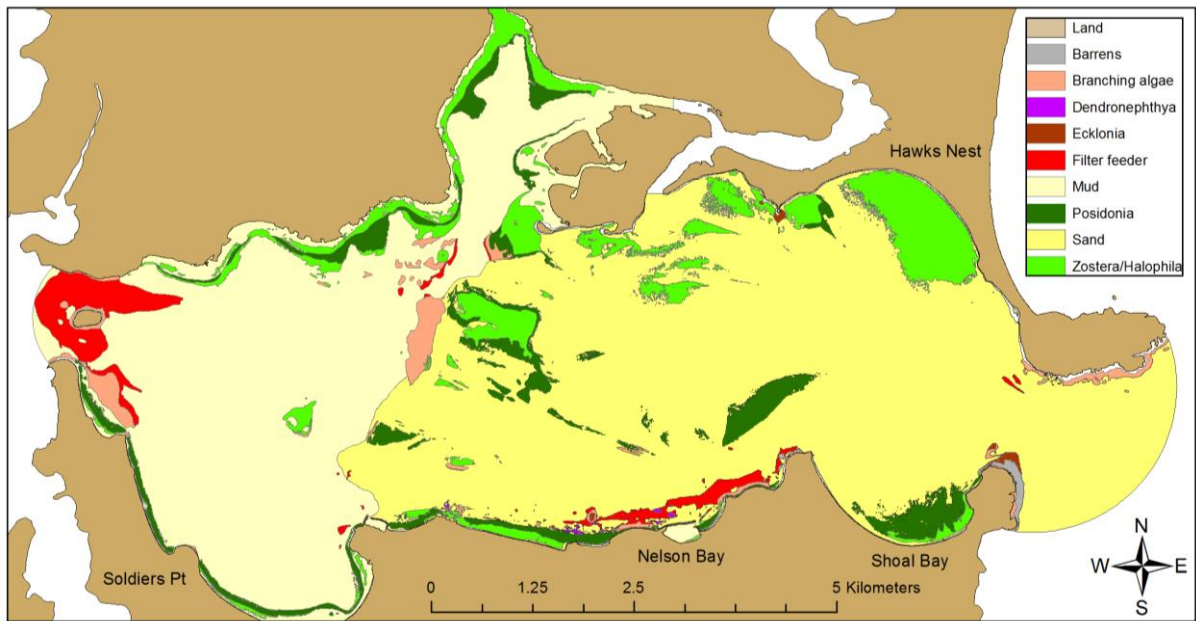 Land
Barrens
Branching algae
Dendronephthya
Ecklonia
Filter feeder
Mud
Posidonia
Sand
Zostera/Halophila
Hawks Nest
Nelson Bay
Shoal Bay
Soldiers Pt
0 1.25 2.5 5 Kilometers
N
W E
S